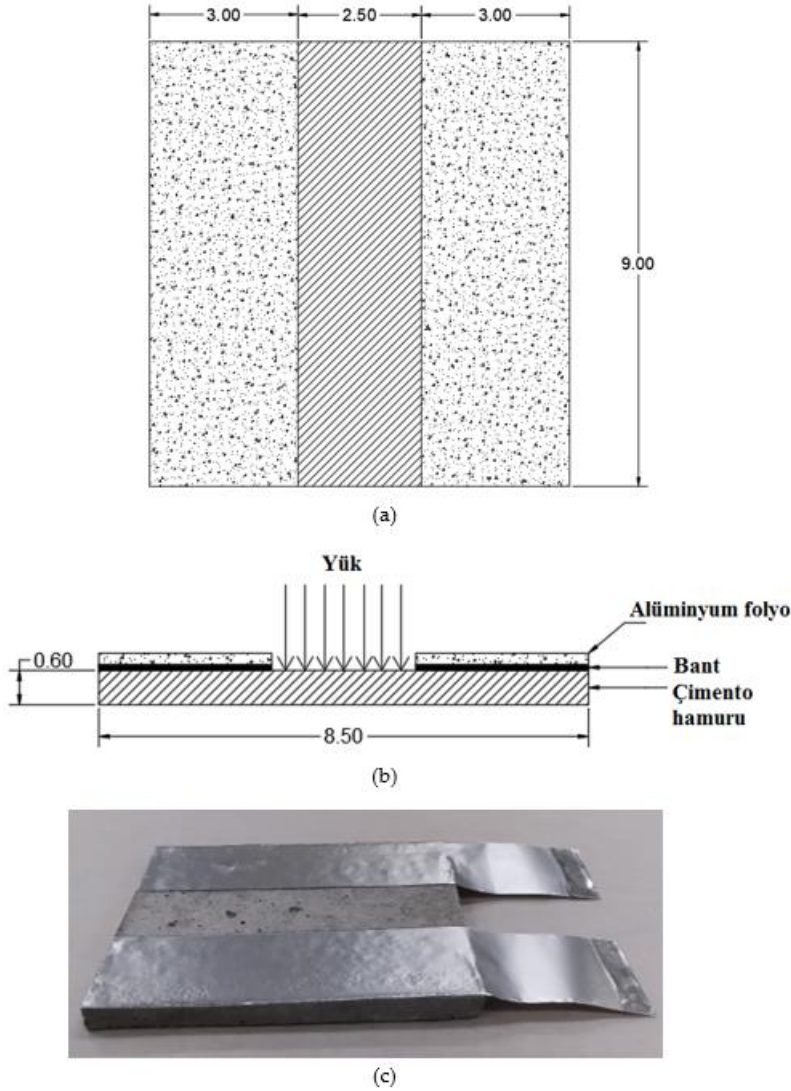 3.00 2.50 3.00
9.00
(a)
Yük
Alüminyum folyo
0.60
Bant
Çimento
hamuru
8.50
(b)
(c)